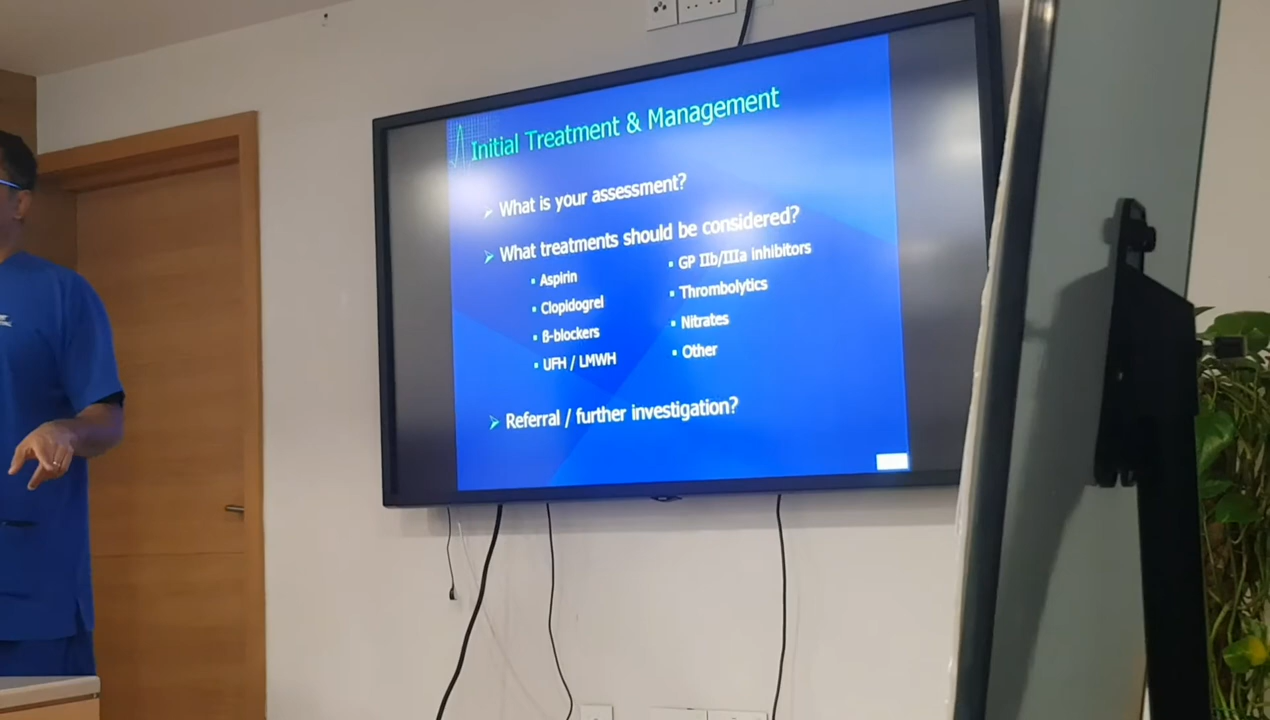 Initial Treatment & Management
What is your assessment?
What treatments should be considered?
Aspirin
Clopidogrel
β-blockers
UFH / LMWH
GP IIb/IIIa inhibitors
Thrombolytics
Nitrates
Other
Referral / further investigation?